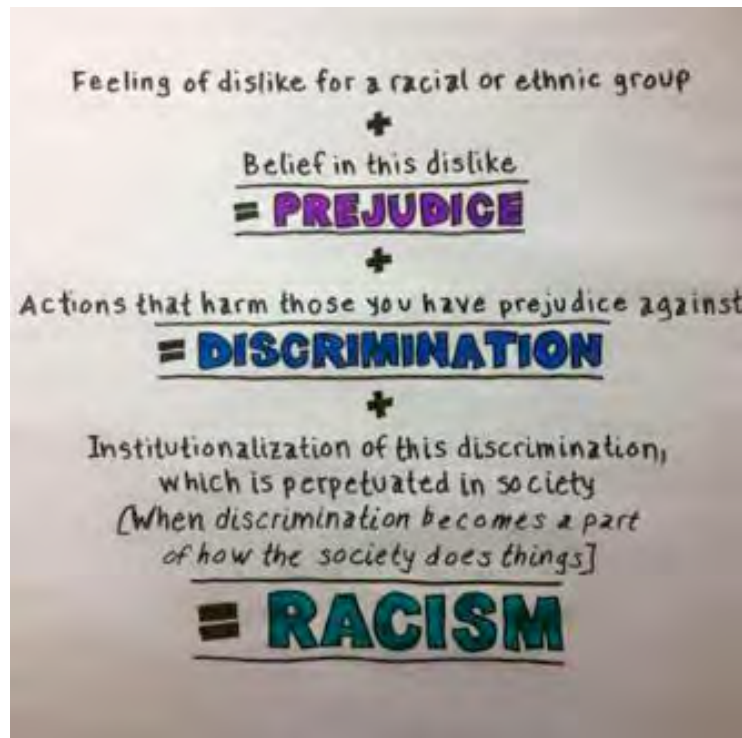 Feeling of dislike for a racial or ethnic group
+
Belief in this dislike
= PREJUDICE
+
Actions that harm those you have prejudice against
= DISCRIMINATION
+
Institutionalization of this discrimination,
which is perpetuated in society
[When discrimination becomes a part
of how the society does things]
= RACISM